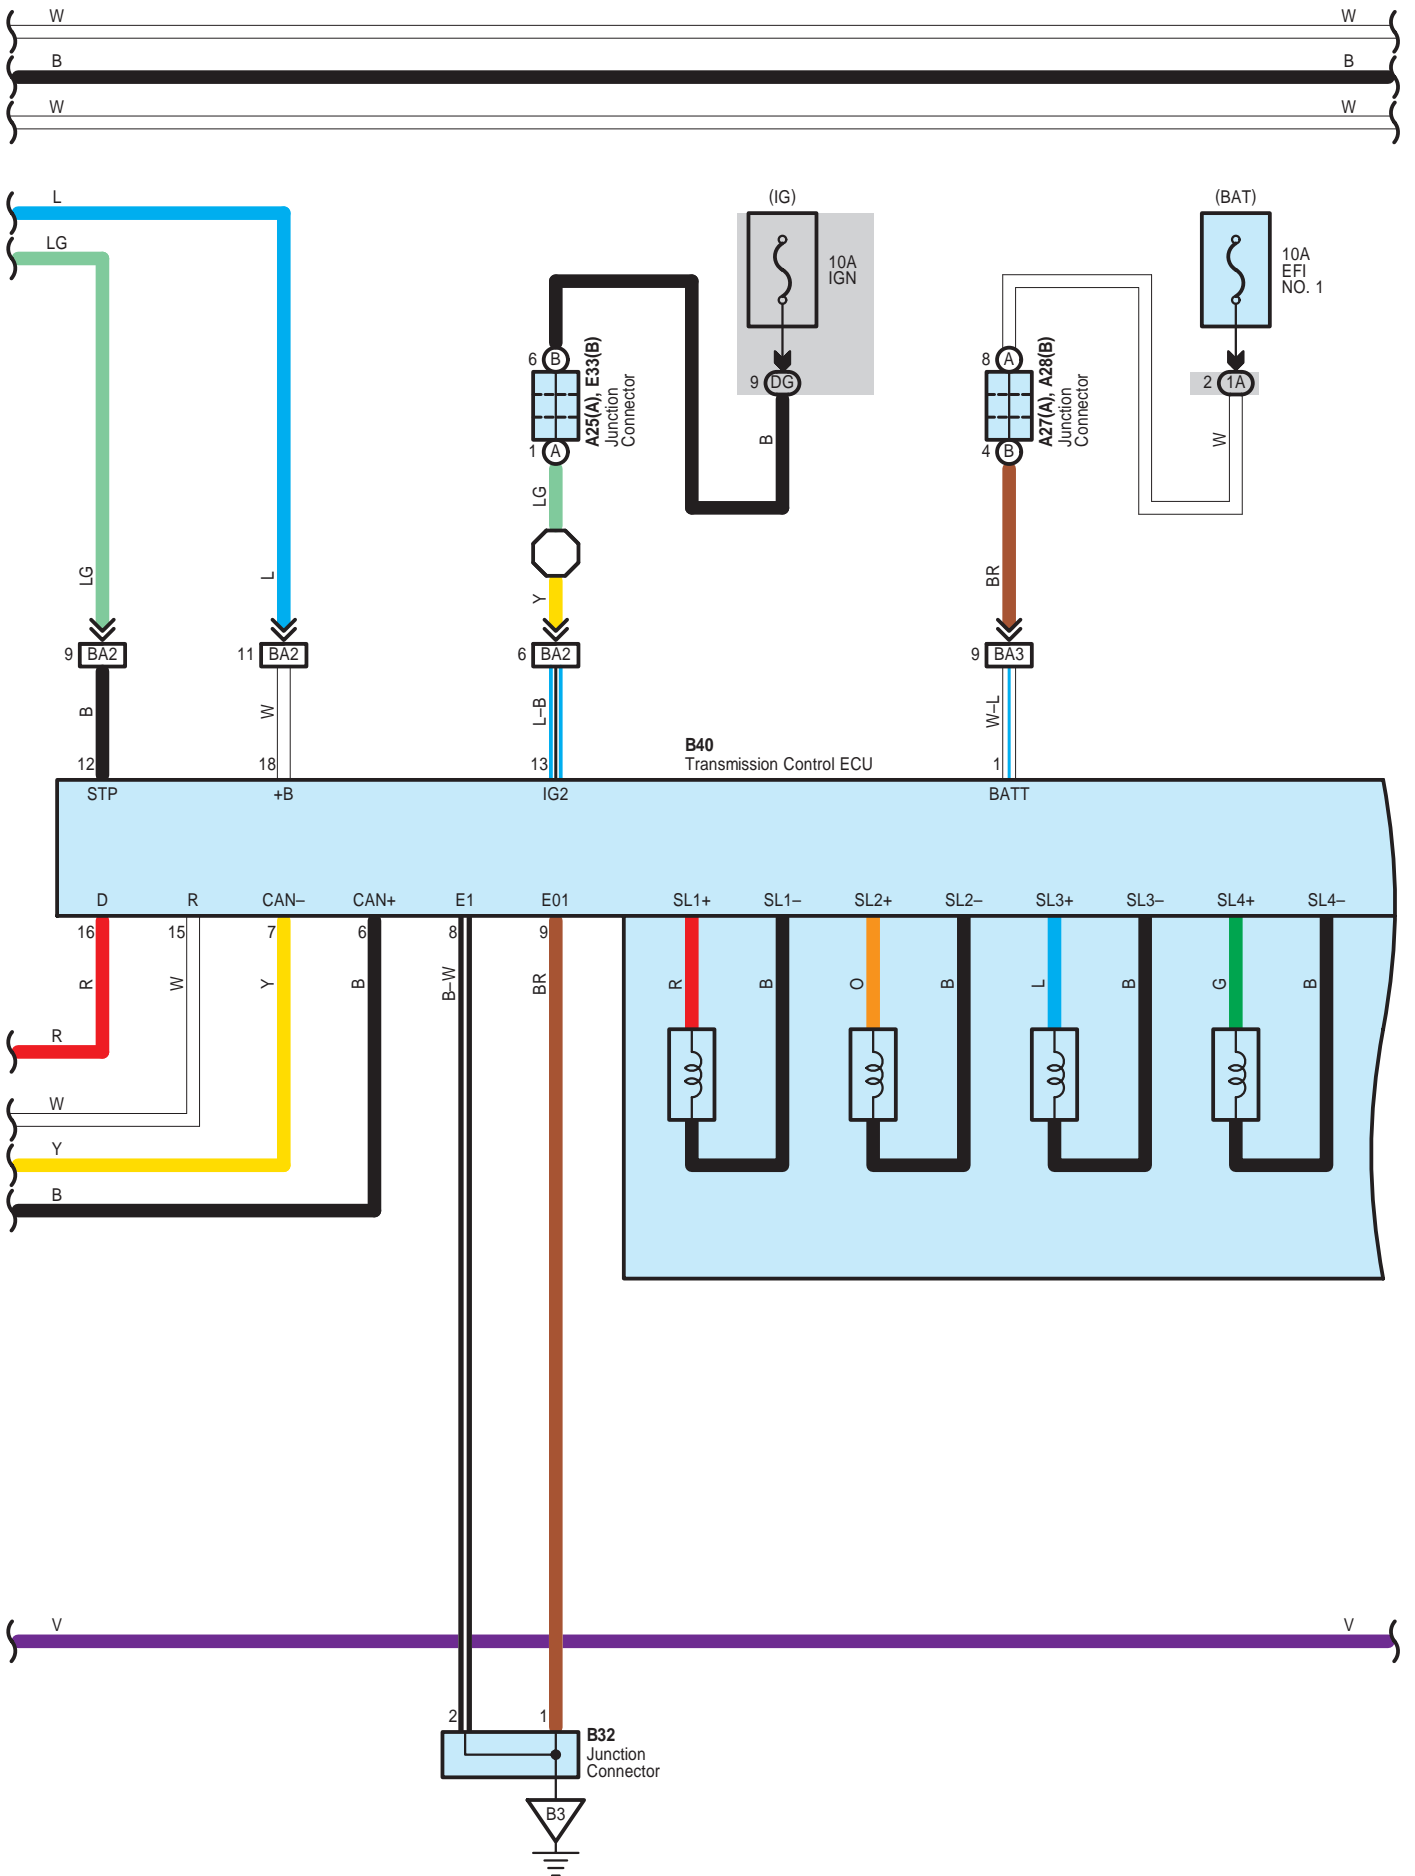 W W
B B
W W
L
LG
(IG) (BAT)
10A
IGN
10A
EFI
NO. 1
6 B
A25(A), E33(B)
Junction
Connector
1 A
9 DG
B
8 A
A27(A), A28(B)
Junction
Connector
4 B
2 1A
W
LG
LG L Y BR
9 BA2 11 BA2 6 BA2 9 BA3
B W L–B W–L
B40
Transmission Control ECU
12 18 13 1
STP +B IG2 BATT
D R CAN– CAN+ E1 E01 SL1+ SL1– SL2+ SL2– SL3+ SL3– SL4+ SL4–
16 15 7 6 8 9
R W Y B B–W BR R B O B L B G B
R
W
Y
B
V V
2 1
B32
Junction
Connector
B3